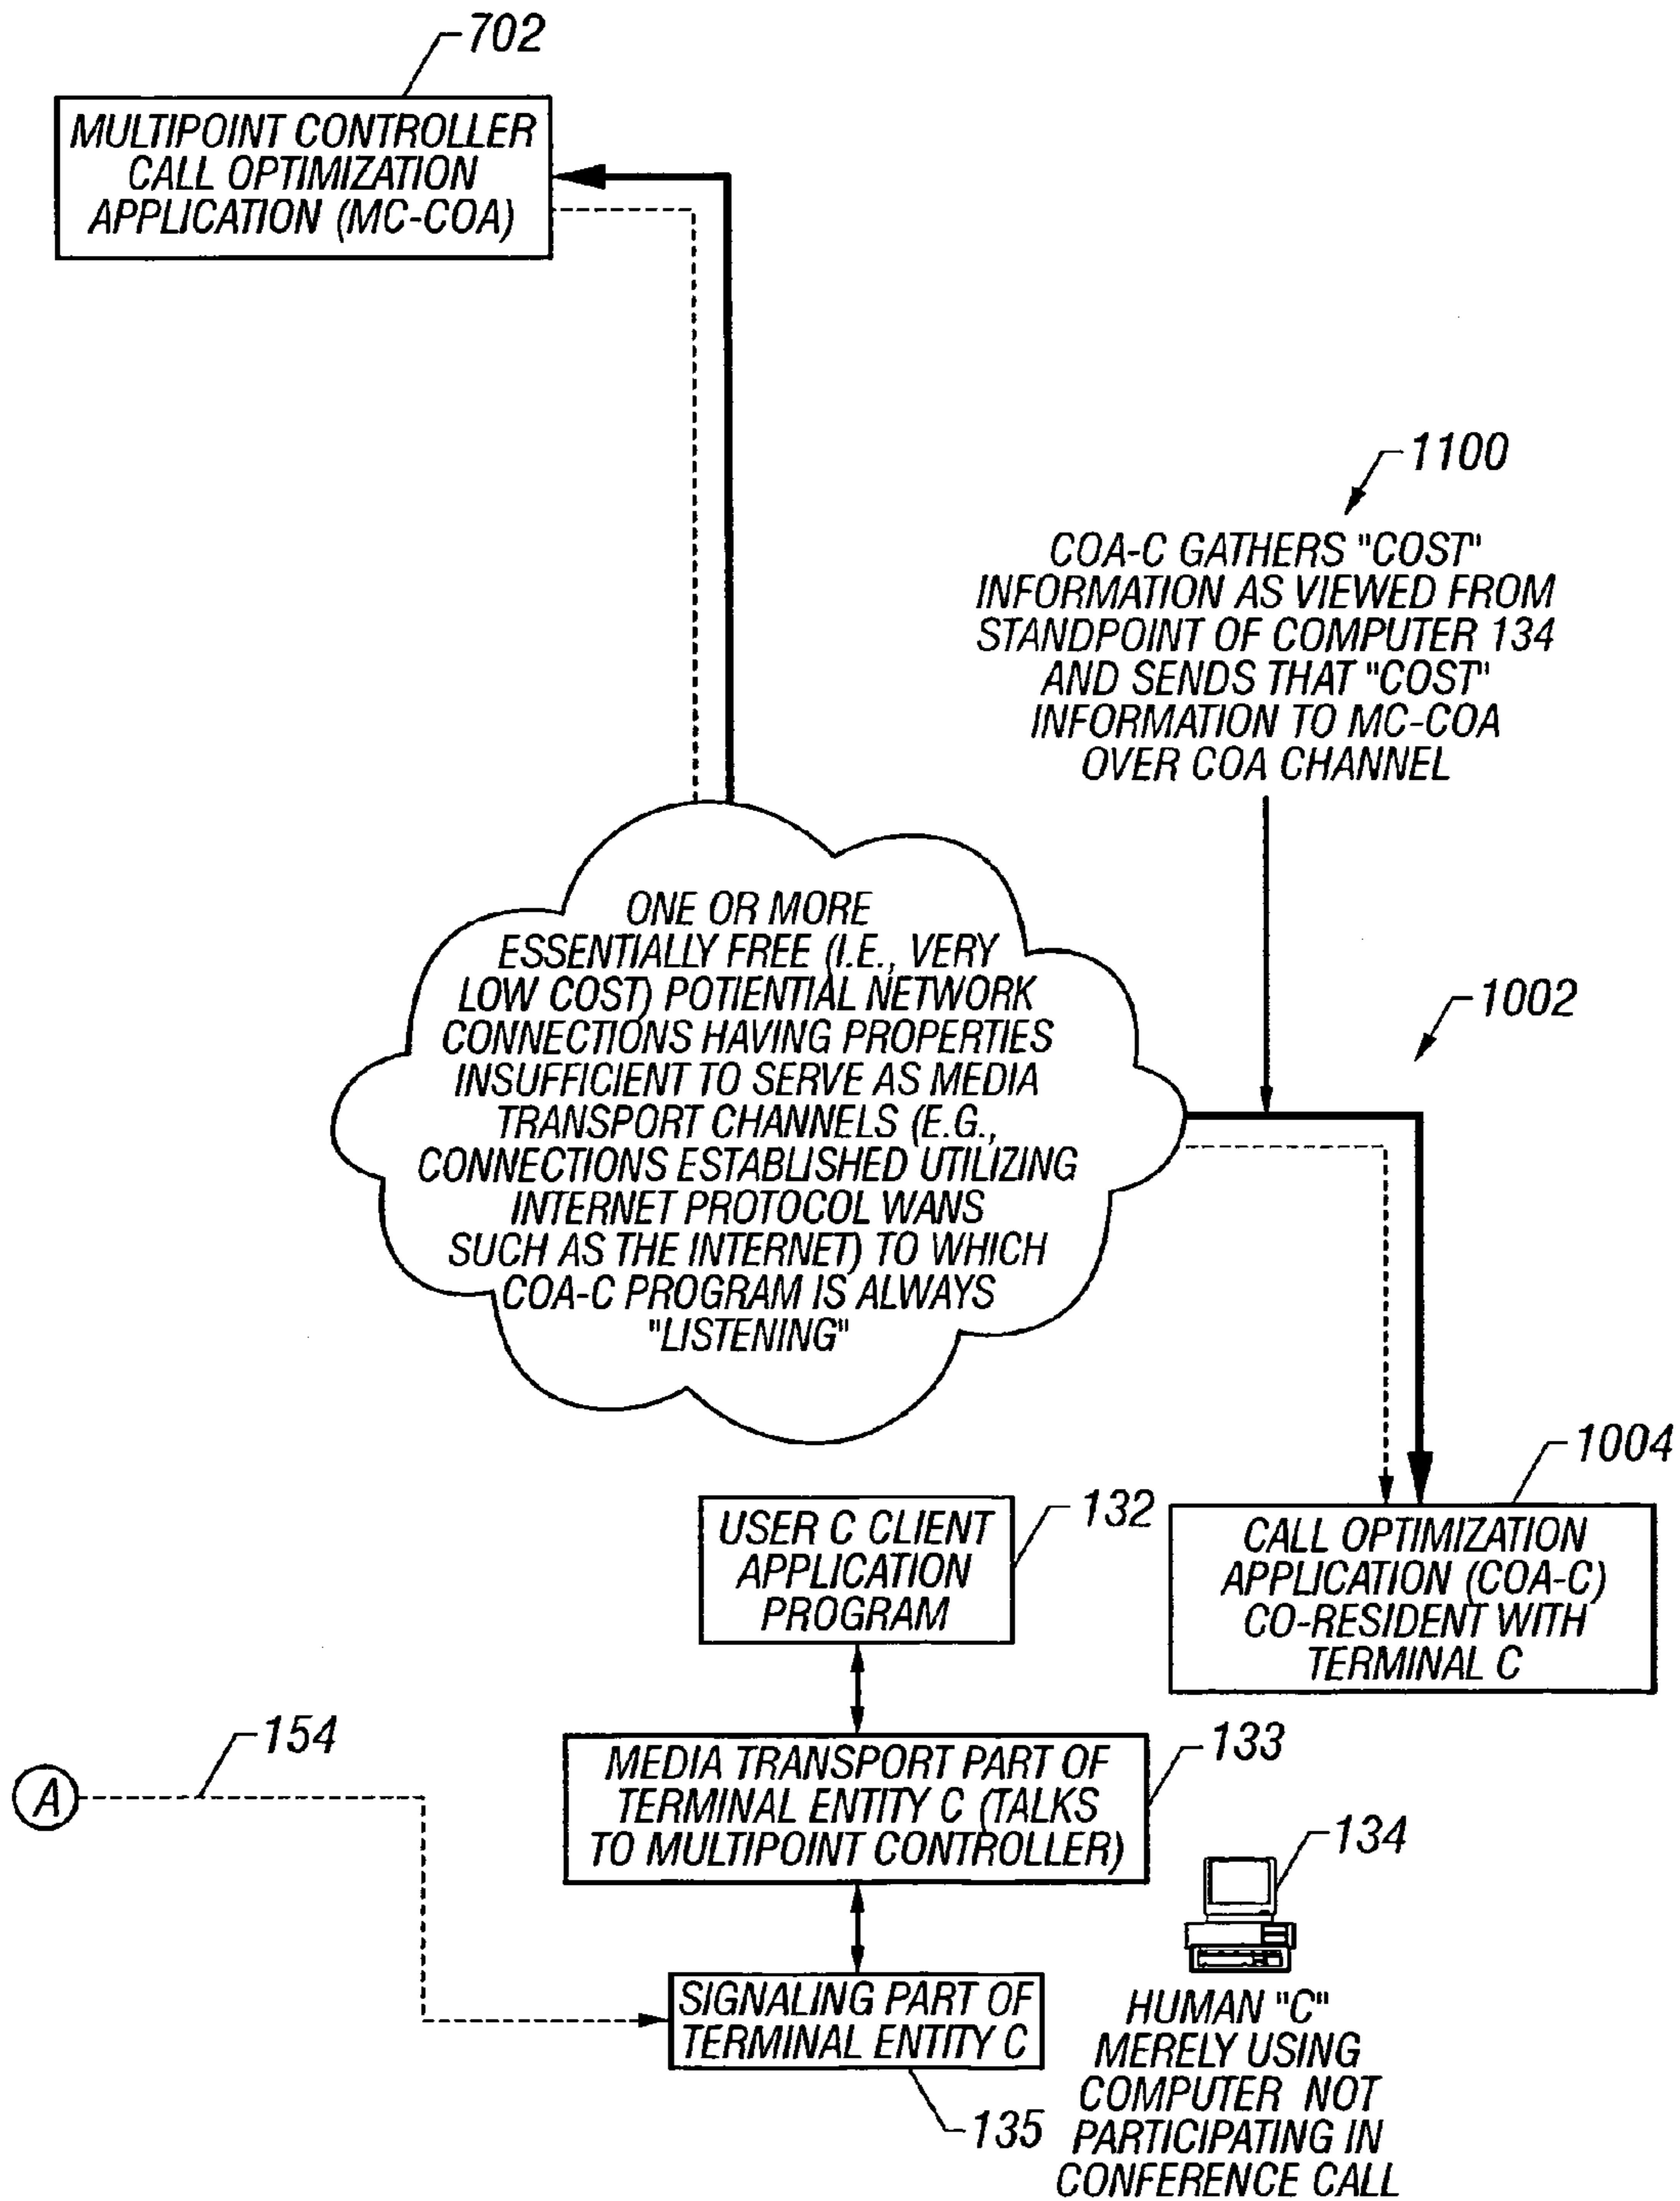 702
MULTIPOINT CONTROLLER
CALL OPTIMIZATION
APPLICATION (MC-COA)
1100
COA-C GATHERS "COST"
INFORMATION AS VIEWED FROM
STANDPOINT OF COMPUTER 134
AND SENDS THAT "COST"
INFORMATION TO MC-COA
OVER COA CHANNEL
ONE OR MORE
ESSENTIALLY FREE (I.E., VERY
LOW COST) POTIENTIAL NETWORK
CONNECTIONS HAVING PROPERTIES
INSUFFICIENT TO SERVE AS MEDIA
TRANSPORT CHANNELS (E.G.,
CONNECTIONS ESTABLISHED UTILIZING
INTERNET PROTOCOL WANS
SUCH AS THE INTERNET) TO WHICH
COA-C PROGRAM IS ALWAYS
"LISTENING"
1002
1004
CALL OPTIMIZATION
APPLICATION (COA-C)
CO-RESIDENT WITH
TERMINAL C
132
USER C CLIENT
APPLICATION
PROGRAM
133
MEDIA TRANSPORT PART OF
TERMINAL ENTITY C (TALKS
TO MULTIPOINT CONTROLLER)
154
A
134
SIGNALING PART OF
TERMINAL ENTITY C
135
HUMAN "C"
MERELY USING
COMPUTER NOT
PARTICIPATING IN
CONFERENCE CALL